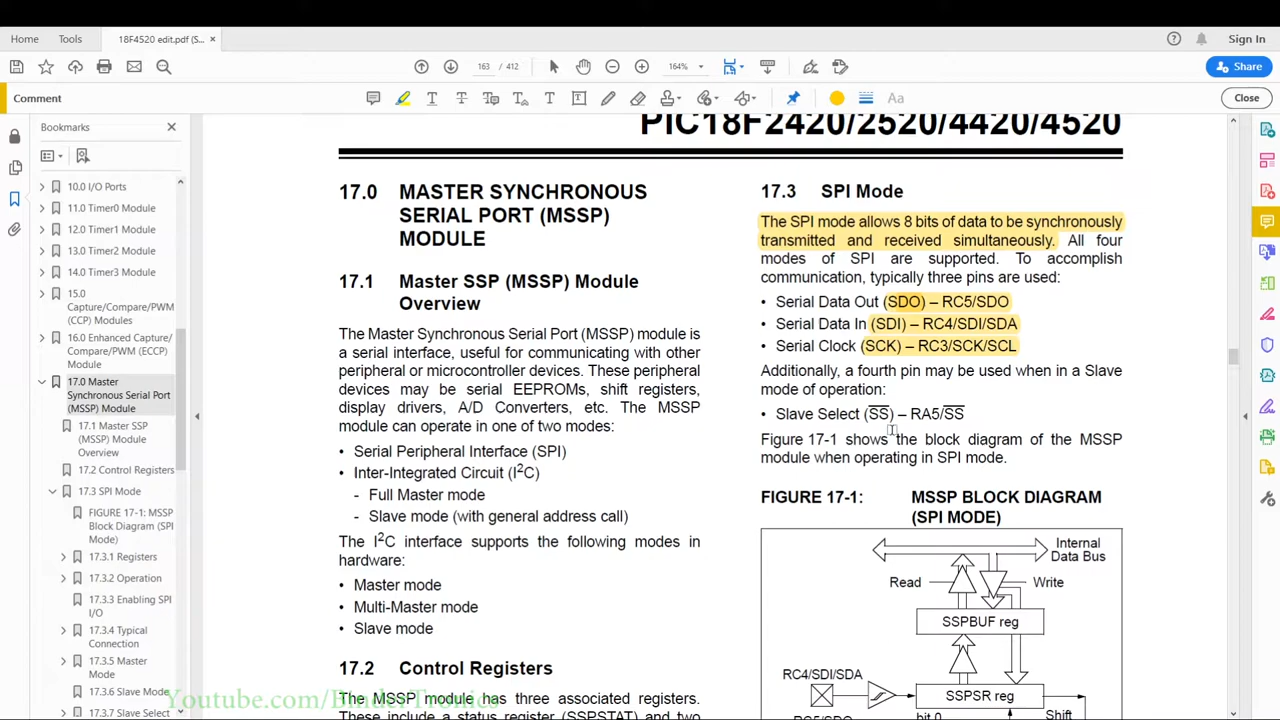 Home
Tools
18F4520 edit.pdf (S...
Sign In
163 / 412
164%
Share
Comment
Aa
Close
Bookmarks
10.0 I/O Ports
11.0 Timer0 Module
12.0 Timer1 Module
13.0 Timer2 Module
14.0 Timer3 Module
15.0
Capture/Compare/PWM
(CCP) Modules
16.0 Enhanced Capture/
Compare/PWM (ECCP)
Module
17.0 Master
Synchronous Serial Port
(MSSP) Module
17.1 Master SSP
(MSSP) Module
Overview
17.2 Control Registers
17.3 SPI Mode
FIGURE 17-1: MSSP
Block Diagram (SPI
Mode)
17.3.1 Registers
17.3.2 Operation
17.3.3 Enabling SPI
I/O
17.3.4 Typical
Connection
17.3.5 Master
Mode
17.3.6 Slave Mode
17.3.7 Slave Select
PIC18F2420/2520/4420/4520
17.0 MASTER SYNCHRONOUS
SERIAL PORT (MSSP)
MODULE
17.1 Master SSP (MSSP) Module
Overview
The Master Synchronous Serial Port (MSSP) module is
a serial interface, useful for communicating with other
peripheral or microcontroller devices. These peripheral
devices may be serial EEPROMs, shift registers,
display drivers, A/D Converters, etc. The MSSP
module can operate in one of two modes:
• Serial Peripheral Interface (SPI)
• Inter-Integrated Circuit (I2C)
- Full Master mode
- Slave mode (with general address call)
The I2C interface supports the following modes in
hardware:
• Master mode
• Multi-Master mode
• Slave mode
17.2 Control Registers
The MSSP module has three associated registers.
These include a status register (SSPSTAT) and two
17.3 SPI Mode
The SPI mode allows 8 bits of data to be synchronously
transmitted and received simultaneously. All four
modes of SPI are supported. To accomplish
communication, typically three pins are used:
• Serial Data Out (SDO) – RC5/SDO
• Serial Data In (SDI) – RC4/SDI/SDA
• Serial Clock (SCK) – RC3/SCK/SCL
Additionally, a fourth pin may be used when in a Slave
mode of operation:
• Slave Select (SS) – RA5/SS
Figure 17-1 shows the block diagram of the MSSP
module when operating in SPI mode.
FIGURE 17-1: MSSP BLOCK DIAGRAM
(SPI MODE)
Internal
Data Bus
Read
Write
SSPBUF reg
RC4/SDI/SDA
SSPSR reg
RC5/SDO
bit 0
Shift
Youtube.com/BinderTronics